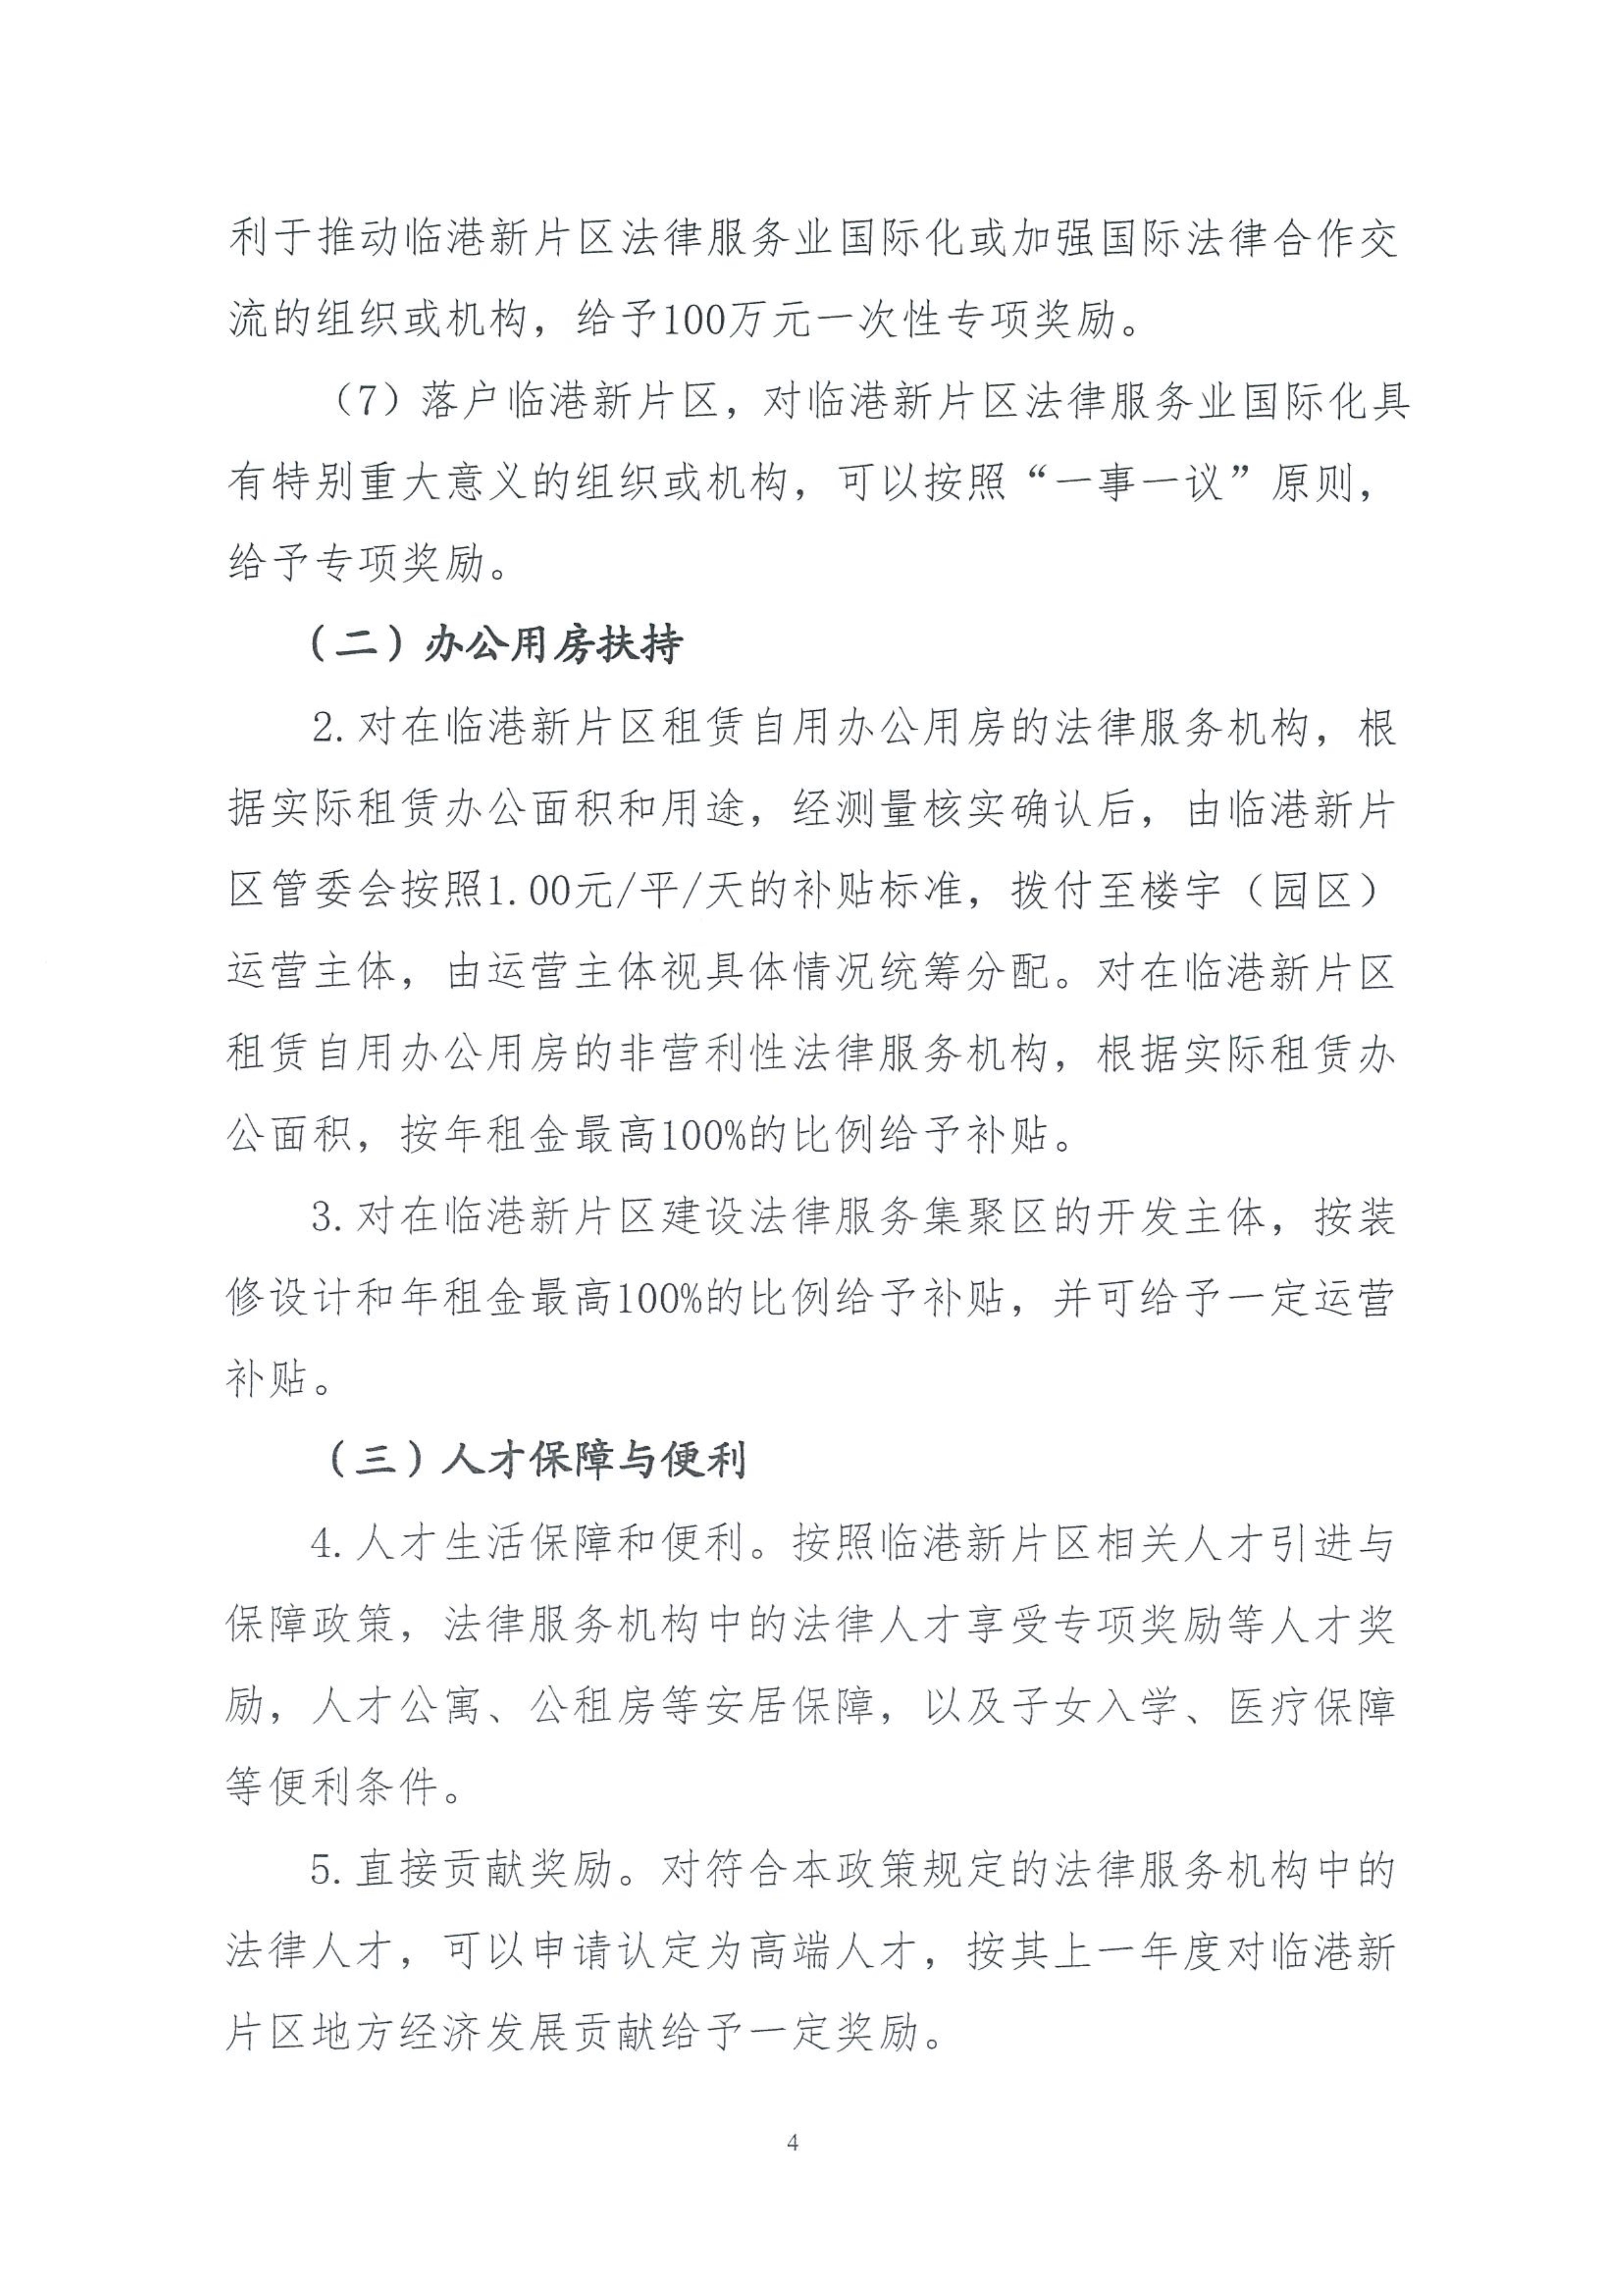 利于推动临港新片区法律服务业国际化或加强国际法律合作交
流的组织或机构，给予100万元一次性专项奖励。
（7）落户临港新片区，对临港新片区法律服务业国际化具
有特别重大意义的组织或机构，可以按照“一事一议”原则，
给予专项奖励。
（二）办公用房扶持
2.对在临港新片区租赁自用办公用房的法律服务机构，根
据实际租赁办公面积和用途，经测量核实确认后，由临港新片
区管委会按照1.00元/平/天的补贴标准，拨付至楼宇（园区）
运营主体，由运营主体视具体情况统筹分配。对在临港新片区
租赁自用办公用房的非营利性法律服务机构，根据实际租赁办
公面积，按年租金最高100%的比例给予补贴。
3.对在临港新片区建设法律服务集聚区的开发主体，按装
修设计和年租金最高100%的比例给予补贴，并可给予一定运营
补贴。
（三）人才保障与便利
4.人才生活保障和便利。按照临港新片区相关人才引进与
保障政策，法律服务机构中的法律人才享受专项奖励等人才奖
励，人才公寓、公租房等安居保障，以及子女入学、医疗保障
等便利条件。
5.直接贡献奖励。对符合本政策规定的法律服务机构中的
法律人才，可以申请认定为高端人才，按其上一年度对临港新
片区地方经济发展贡献给予一定奖励。
4